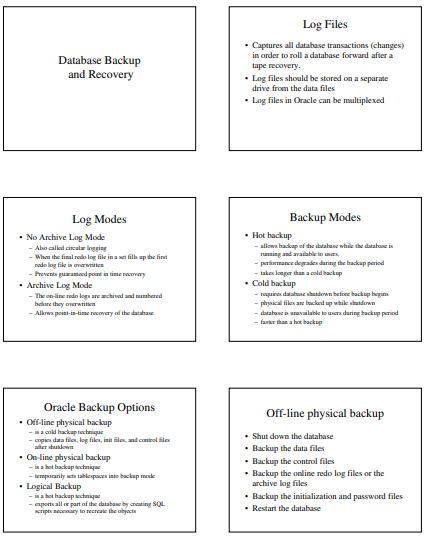 Database Backup
and Recovery
Log Files
• Captures all database transactions (changes)
in order to roll a database forward after a
tape recovery.
• Log files should be stored on a separate
drive from the data files
• Log files in Oracle can be multiplexed
Log Modes
• No Archive Log Mode
– Also called circular logging
– When the final redo log file in a set fills up the first
redo log file is overwritten
– Prevents guaranteed point in time recovery
• Archive Log Mode
– The on-line redo logs are archived and numbered
before they overwritten
– Allows point-in-time recovery of the database
Backup Modes
• Hot backup
– allows backup of the database while the database is
running and available to users.
– performance degrades during the backup period
– takes longer than a cold backup
• Cold backup
– requires database shutdown before backup begins
– physical files are backed up while shutdown
– database is unavailable to users during backup period
– faster than a hot backup
Oracle Backup Options
• Off-line physical backup
– is a cold backup technique
– copies data files, log files, init files, and control files
after shutdown
• On-line physical backup
– is a hot backup technique
– temporarily sets tablespaces into backup mode
• Logical Backup
– is a hot backup technique
– exports all or part of the database by creating SQL
scripts necessary to recreate the objects
Off-line physical backup
• Shut down the database
• Backup the data files
• Backup the control files
• Backup the online redo log files or the
archive log files
• Backup the initialization and password files
• Restart the database